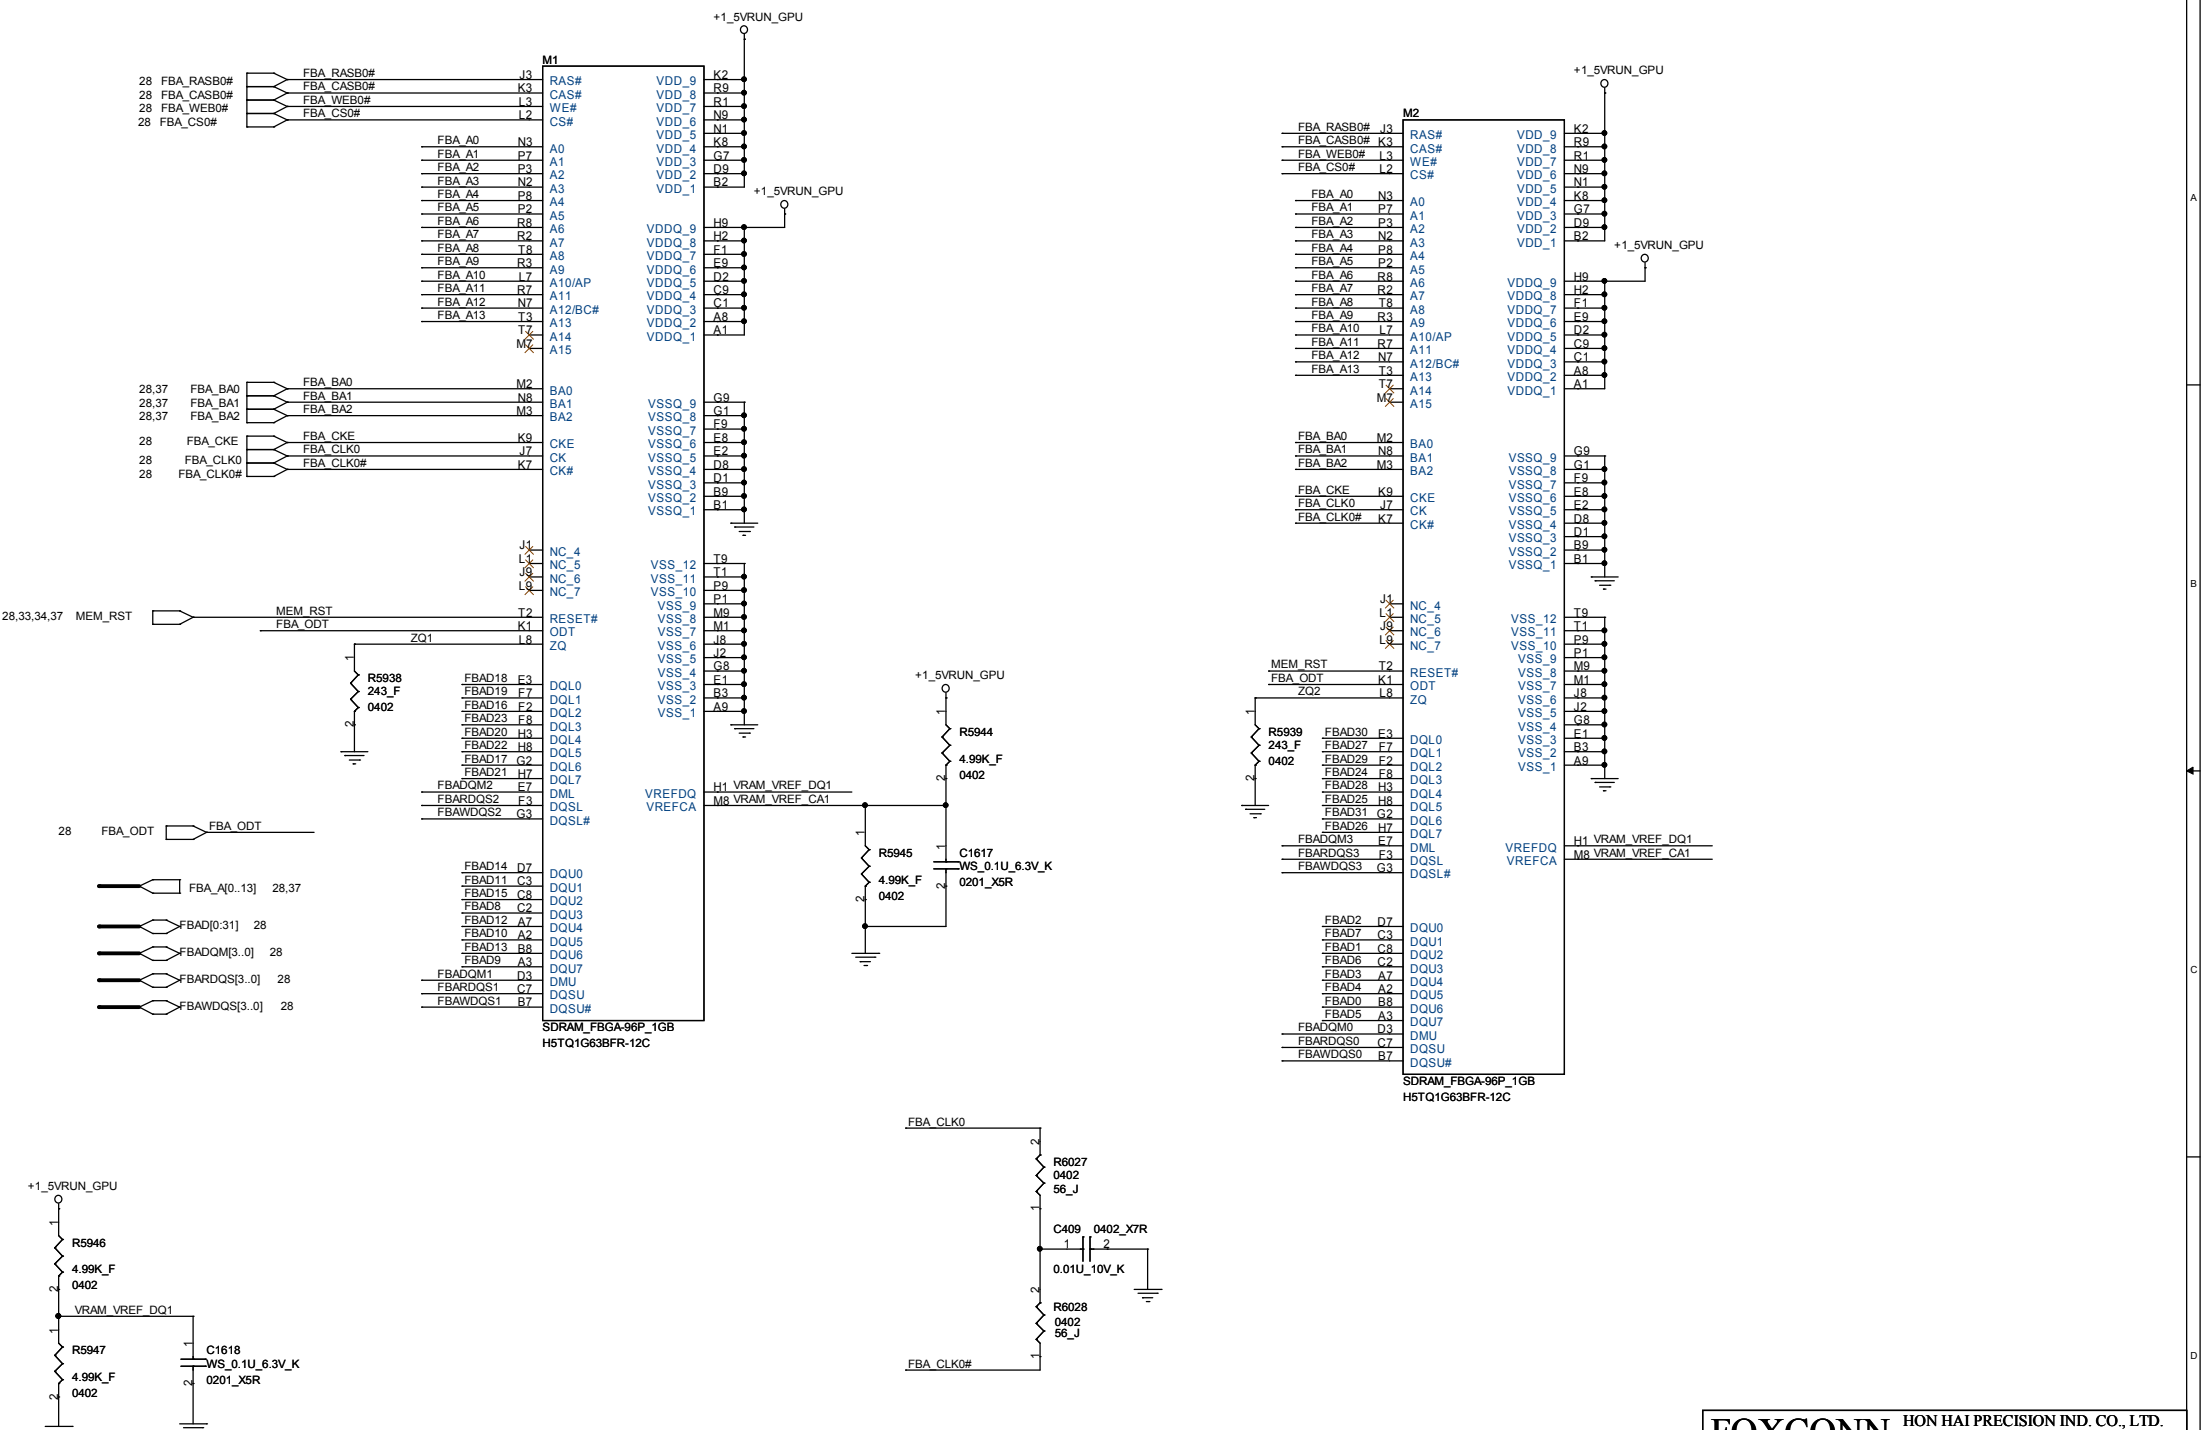 +1_5VRUN_GPU
M1
28 FBA_RASB0# FBA_RASB0# J3 RAS# VDD_9 K2
28 FBA_CASB0# FBA_CASB0# K3 CAS# VDD_8 R9
28 FBA_WEB0# FBA_WEB0# L3 WE# VDD_7 R1
28 FBA_CS0# FBA_CS0# L2 CS# VDD_6 N9
VDD_5 N1
FBA_A0 N3 A0 VDD_4 K8
FBA_A1 P7 A1 VDD_3 G7
FBA_A2 P3 A2 VDD_2 D9
FBA_A3 N2 A3 VDD_1 B2
+1_5VRUN_GPU
FBA_A4 P8 A4
FBA_A5 P2 A5
FBA_A6 R8 A6 VDDQ_9 H9
FBA_A7 R2 A7 VDDQ_8 H2
FBA_A8 T8 A8 VDDQ_7 F1
FBA_A9 R3 A9 VDDQ_6 E9
FBA_A10 L7 A10/AP VDDQ_5 D2
FBA_A11 R7 A11 VDDQ_4 C9
FBA_A12 N7 A12/BC# VDDQ_3 C1
FBA_A13 T3 A13 VDDQ_2 A8
T7 A14 VDDQ_1 A1
M7 A15
28,37 FBA_BA0 FBA_BA0 M2 BA0
28,37 FBA_BA1 FBA_BA1 N8 BA1 VSSQ_9 G9
28,37 FBA_BA2 FBA_BA2 M3 BA2 VSSQ_8 G1
VSSQ_7 F9
28 FBA_CKE FBA_CKE K9 CKE VSSQ_6 E8
28 FBA_CLK0 FBA_CLK0 J7 CK VSSQ_5 E2
28 FBA_CLK0# FBA_CLK0# K7 CK# VSSQ_4 D8
VSSQ_3 D1
VSSQ_2 B9
VSSQ_1 B1
J1 NC_4
L1 NC_5 VSS_12 T9
J9 NC_6 VSS_11 T1
L9 NC_7 VSS_10 P9
VSS_9 P1
28,33,34,37 MEM_RST MEM_RST T2 RESET# VSS_8 M9
FBA_ODT K1 ODT VSS_7 M1
ZQ1 L8 ZQ VSS_6 J8
VSS_5 J2
VSS_4 G8
FBAD18 E3 DQL0 VSS_3 E1
FBAD19 F7 DQL1 VSS_2 B3
FBAD16 F2 DQL2 VSS_1 A9
FBAD23 F8 DQL3
FBAD20 H3 DQL4
FBAD22 H8 DQL5
FBAD17 G2 DQL6
FBAD21 H7 DQL7
FBADQM2 E7 DML VREFDQ H1 VRAM_VREF_DQ1
FBARDQS2 F3 DQSL VREFCA M8 VRAM_VREF_CA1
FBAWDQS2 G3 DQSL#
1
R5938
243_F
0402
2
+1_5VRUN_GPU
1
R5944
4.99K_F
0402
2
1
R5945
4.99K_F
0402
2
1
C1617
WS_0.1U_6.3V_K
0201_X5R
2
28 FBA_ODT FBA_ODT
FBA_A[0..13] 28,37
FBAD[0:31] 28
FBADQM[3..0] 28
FBARDQS[3..0] 28
FBAWDQS[3..0] 28
FBAD14 D7 DQU0
FBAD11 C3 DQU1
FBAD15 C8 DQU2
FBAD8 C2 DQU3
FBAD12 A7 DQU4
FBAD10 A2 DQU5
FBAD13 B8 DQU6
FBAD9 A3 DQU7
FBADQM1 D3 DMU
FBARDQS1 C7 DQSU
FBAWDQS1 B7 DQSU#
SDRAM_FBGA-96P_1GB
H5TQ1G63BFR-12C
+1_5VRUN_GPU
M2
FBA_RASB0# J3 RAS# VDD_9 K2
FBA_CASB0# K3 CAS# VDD_8 R9
FBA_WEB0# L3 WE# VDD_7 R1
FBA_CS0# L2 CS# VDD_6 N9
VDD_5 N1
FBA_A0 N3 A0 VDD_4 K8
FBA_A1 P7 A1 VDD_3 G7
FBA_A2 P3 A2 VDD_2 D9
FBA_A3 N2 A3 VDD_1 B2
+1_5VRUN_GPU
FBA_A4 P8 A4
FBA_A5 P2 A5
FBA_A6 R8 A6 VDDQ_9 H9
FBA_A7 R2 A7 VDDQ_8 H2
FBA_A8 T8 A8 VDDQ_7 F1
FBA_A9 R3 A9 VDDQ_6 E9
FBA_A10 L7 A10/AP VDDQ_5 D2
FBA_A11 R7 A11 VDDQ_4 C9
FBA_A12 N7 A12/BC# VDDQ_3 C1
FBA_A13 T3 A13 VDDQ_2 A8
T7 A14 VDDQ_1 A1
M7 A15
FBA_BA0 M2 BA0
FBA_BA1 N8 BA1 VSSQ_9 G9
FBA_BA2 M3 BA2 VSSQ_8 G1
VSSQ_7 F9
FBA_CKE K9 CKE VSSQ_6 E8
FBA_CLK0 J7 CK VSSQ_5 E2
FBA_CLK0# K7 CK# VSSQ_4 D8
VSSQ_3 D1
VSSQ_2 B9
VSSQ_1 B1
J1 NC_4
L1 NC_5 VSS_12 T9
J9 NC_6 VSS_11 T1
L9 NC_7 VSS_10 P9
VSS_9 P1
MEM_RST T2 RESET# VSS_8 M9
FBA_ODT K1 ODT VSS_7 M1
ZQ2 L8 ZQ VSS_6 J8
VSS_5 J2
VSS_4 G8
FBAD30 E3 DQL0 VSS_3 E1
FBAD27 F7 DQL1 VSS_2 B3
FBAD29 F2 DQL2 VSS_1 A9
FBAD24 F8 DQL3
FBAD28 H3 DQL4
FBAD25 H8 DQL5
FBAD31 G2 DQL6
FBAD26 H7 DQL7
FBADQM3 E7 DML VREFDQ H1 VRAM_VREF_DQ1
FBARDQS3 F3 DQSL VREFCA M8 VRAM_VREF_CA1
FBAWDQS3 G3 DQSL#
1
R5939
243_F
0402
2
FBAD2 D7 DQU0
FBAD7 C3 DQU1
FBAD1 C8 DQU2
FBAD6 C2 DQU3
FBAD3 A7 DQU4
FBAD4 A2 DQU5
FBAD0 B8 DQU6
FBAD5 A3 DQU7
FBADQM0 D3 DMU
FBARDQS0 C7 DQSU
FBAWDQS0 B7 DQSU#
SDRAM_FBGA-96P_1GB
H5TQ1G63BFR-12C
FBA_CLK0
2
R6027
0402
56_J
1
C409 0402_X7R
1 2
0.01U_10V_K
2
R6028
0402
56_J
1
FBA_CLK0#
+1_5VRUN_GPU
1
R5946
4.99K_F
0402
2
VRAM_VREF_DQ1
1
R5947
4.99K_F
0402
2
1
C1618
WS_0.1U_6.3V_K
0201_X5R
2
A
B
C
D
FOXCONN HON HAI PRECISION IND. CO., LTD.